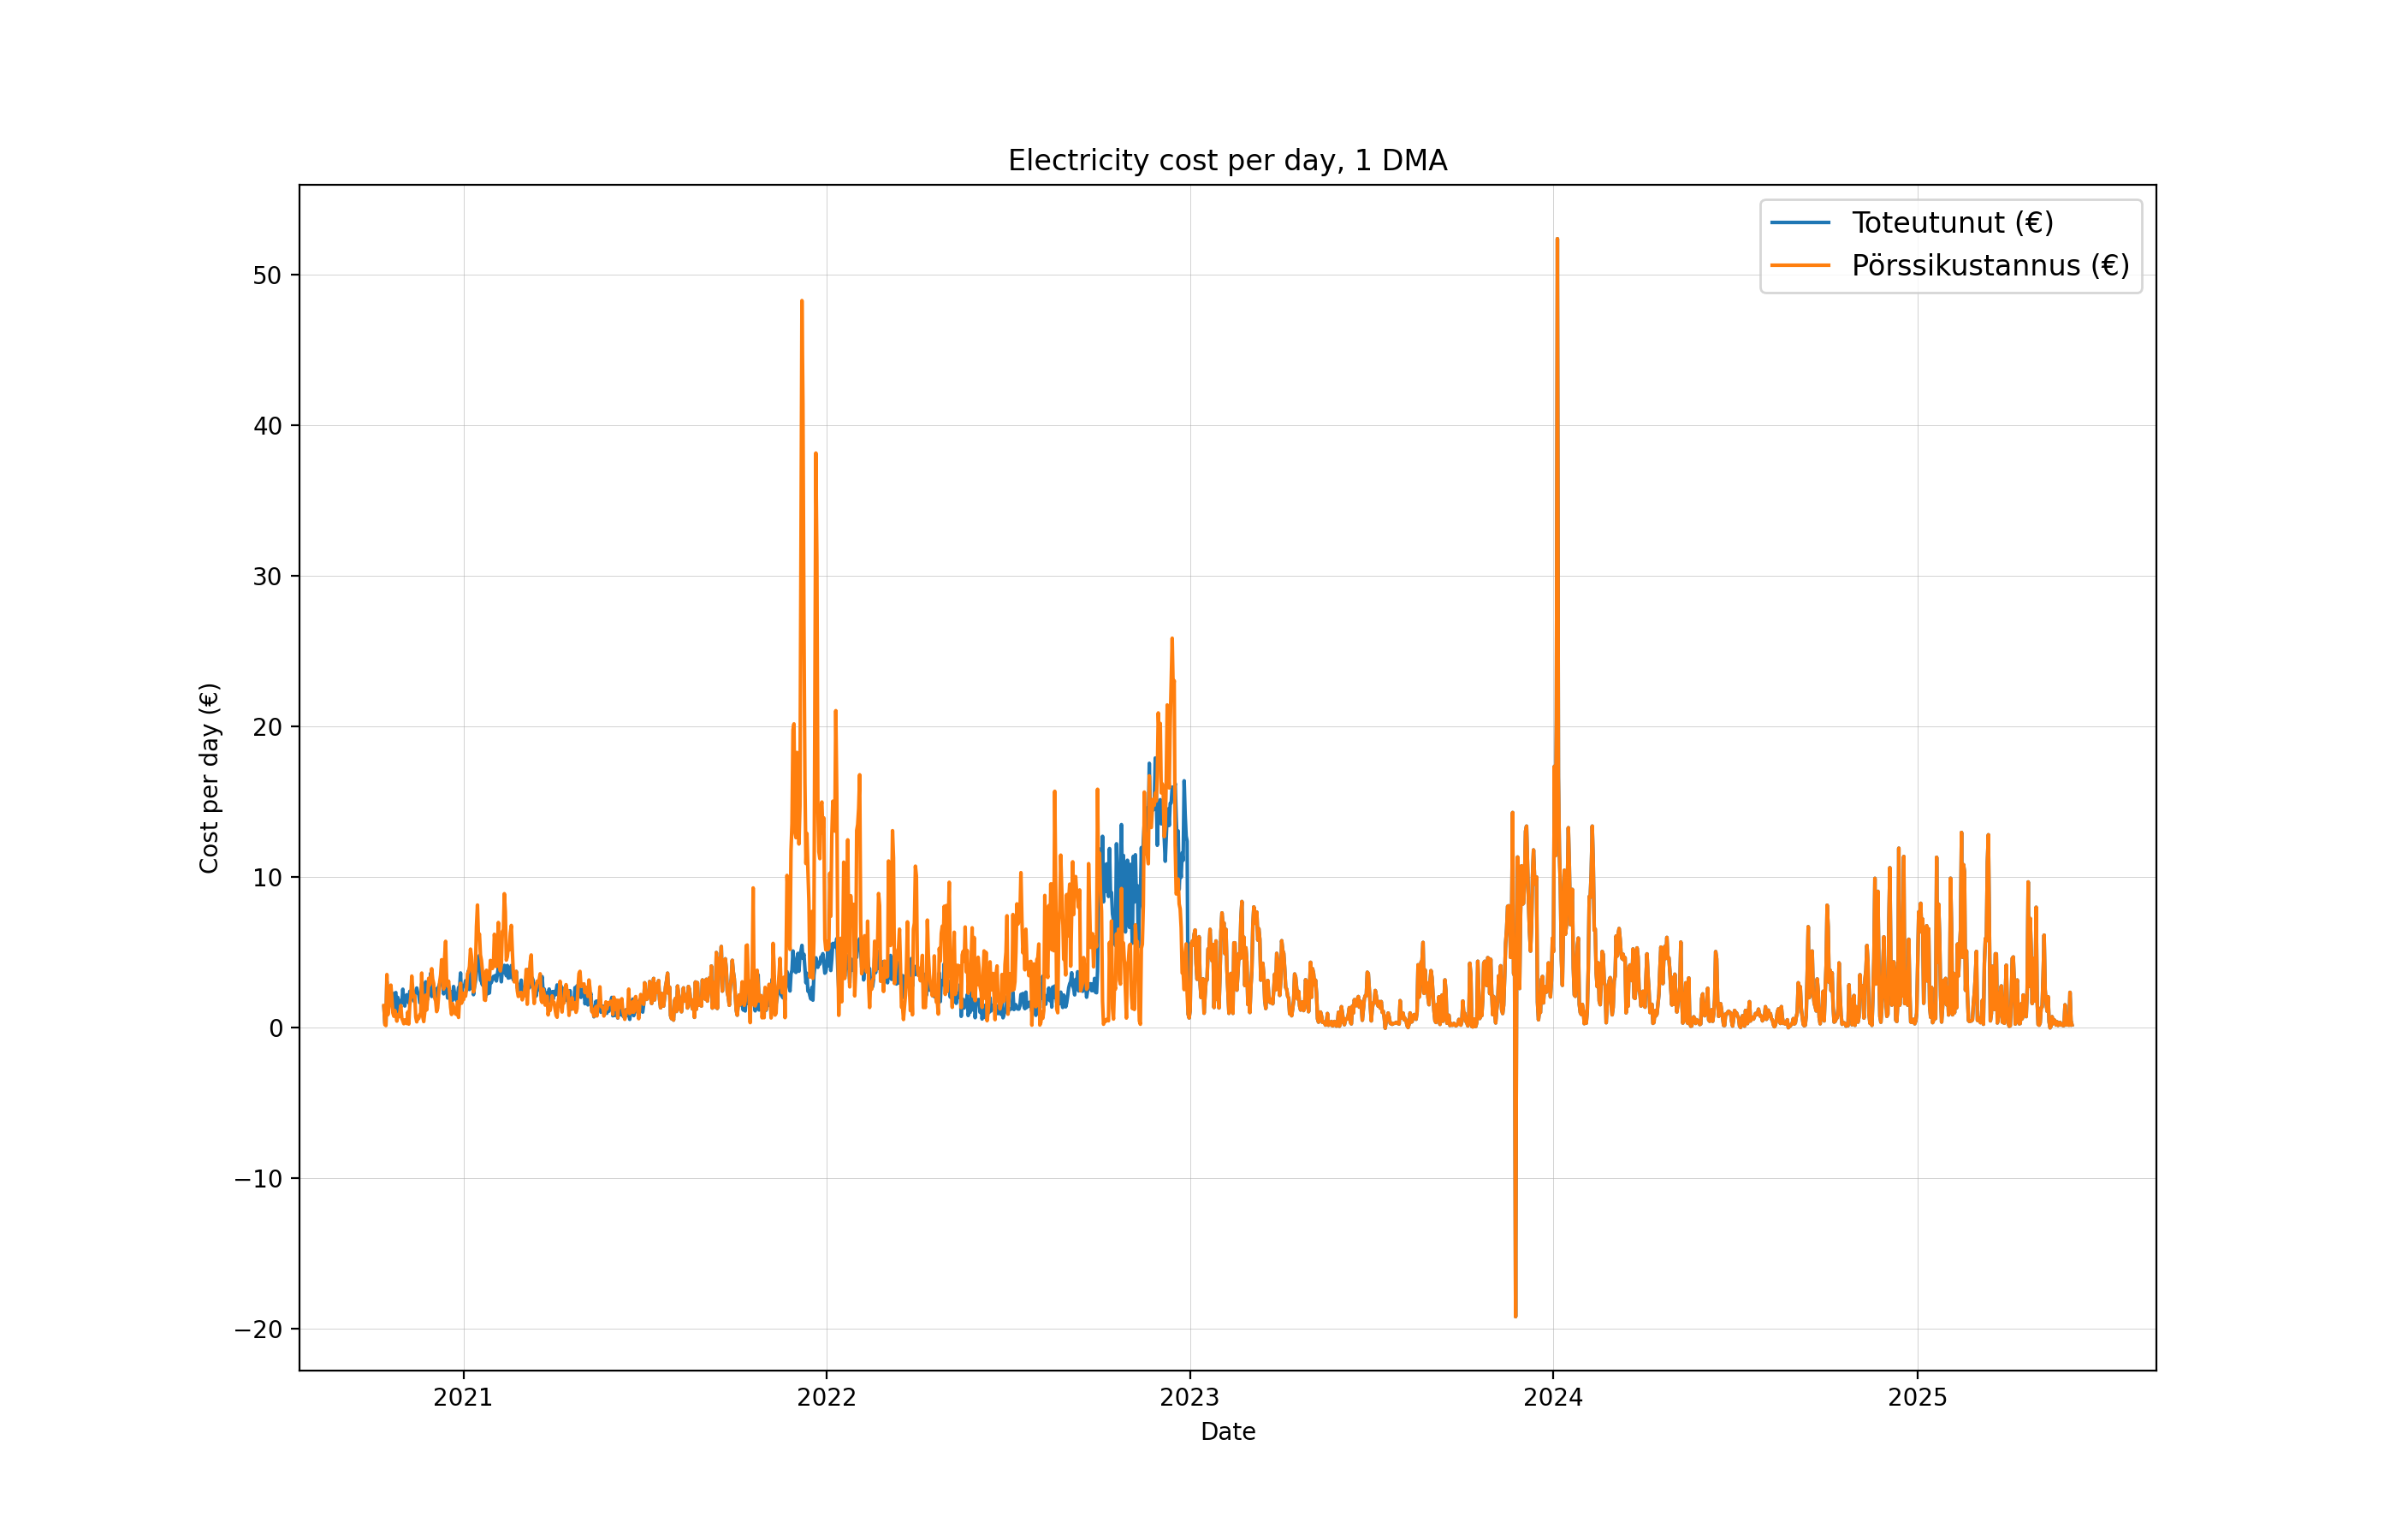 Electricity cost per day, 1 DMA
Toteutunut (€)
Pörssikustannus (€)
50
40
30
20
10
0
−10
−20
Cost per day (€)
2021
2022
2023
2024
2025
Date